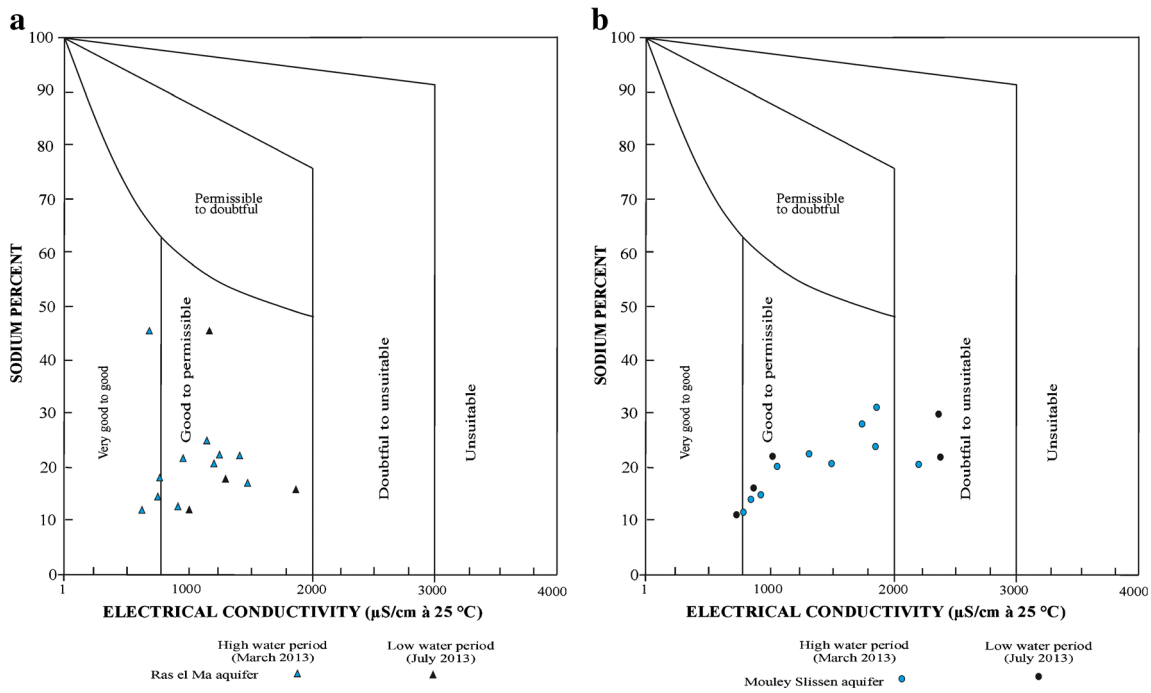 a
100
90
80
70
60
50
40
30
20
10
0
SODIUM PERCENT
Permissible
to doubtful
Very good to good
Good to permissible
Doubtful to unsuitable
Unsuitable
1
1000
2000
3000
4000
ELECTRICAL CONDUCTIVITY (µS/cm à 25 °C)
High water period
(March 2013)
Low water period
(July 2013)
Ras el Ma aquifer
b
100
90
80
70
60
50
40
30
20
10
0
SODIUM PERCENT
Permissible
to doubtful
Very good to good
Good to permissible
Doubtful to unsuitable
Unsuitable
1
1000
2000
3000
4000
ELECTRICAL CONDUCTIVITY (µS/cm à 25 °C)
High water period
(March 2013)
Low water period
(July 2013)
Mouley Slissen aquifer